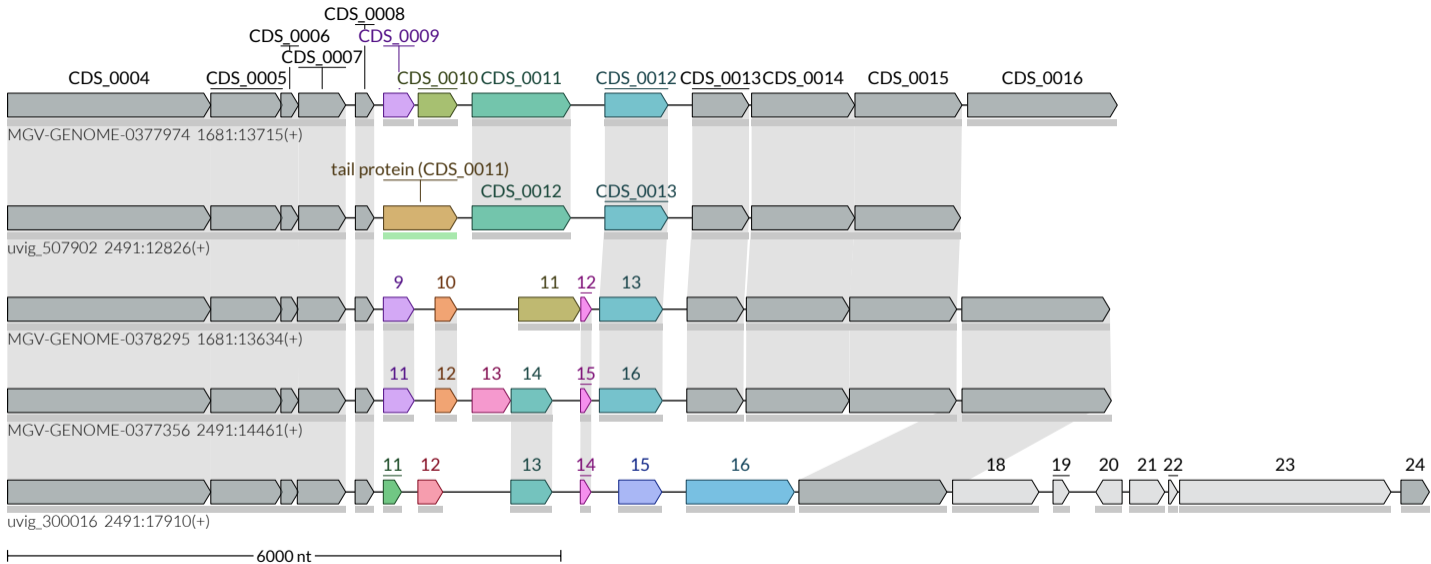 CDS_0008
CDS_0006 CDS_0009
CDS_0007
CDS_0004 CDS_0005 CDS_0010 CDS_0011 CDS_0012 CDS_0013 CDS_0014 CDS_0015 CDS_0016
MGV-GENOME-0377974 1681:13715(+)
tail protein (CDS_0011)
CDS_0012 CDS_0013
uvig_507902 2491:12826(+)
9 10 11 12 13
MGV-GENOME-0378295 1681:13634(+)
11 12 13 14 15 16
MGV-GENOME-0377356 2491:14461(+)
11 12 13 14 15 16 18 19 20 21 22 23 24
uvig_300016 2491:17910(+)
6000 nt